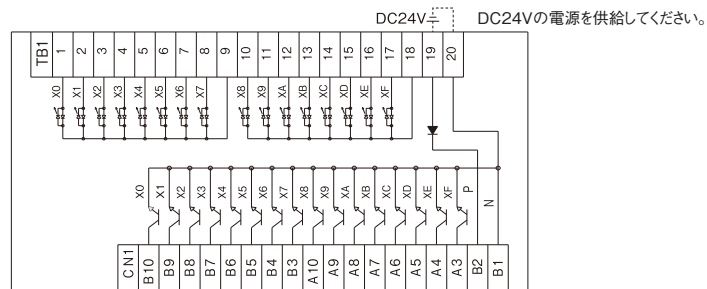 DC24V DC24Vの電源を供給してください。
TB1 1 2 3 4 5 6 7 8 9 10 11 12 13 14 15 16 17 18 19 20
X0 X1 X2 X3 X4 X5 X6 X7 X8 X9 XA XB XC XD XE XF
X0 X1 X2 X3 X4 X5 X6 X7 X8 X9 XA XB XC XD XE XF P N
CN1 B10 B9 B8 B7 B6 B5 B4 B3 A10 A9 A8 A7 A6 A5 A4 A3 B2 B1